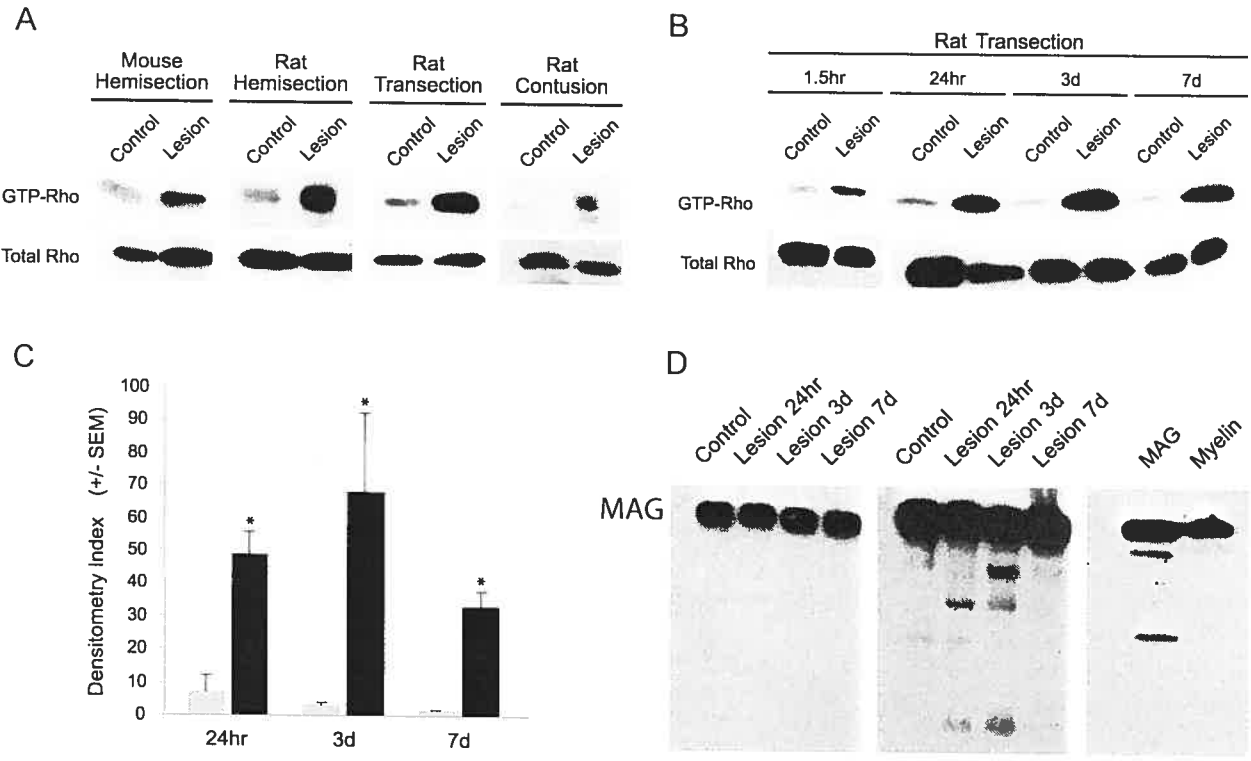 A
Mouse Hemisection
Rat Hemisection
Rat Transection
Rat Contusion
Control Lesion Control Lesion Control Lesion Control Lesion
GTP-Rho
Total Rho
B
Rat Transection
1.5hr 24hr 3d 7d
Control Lesion Control Lesion Control Lesion Control Lesion
GTP-Rho
Total Rho
C
Densitometry Index (+/- SEM)
100
90
80
70
60
50
40
30
20
10
0
* * *
24hr 3d 7d
D
Control Lesion 24hr Lesion 3d Lesion 7d
Control Lesion 24hr Lesion 3d Lesion 7d
MAG Myelin
MAG